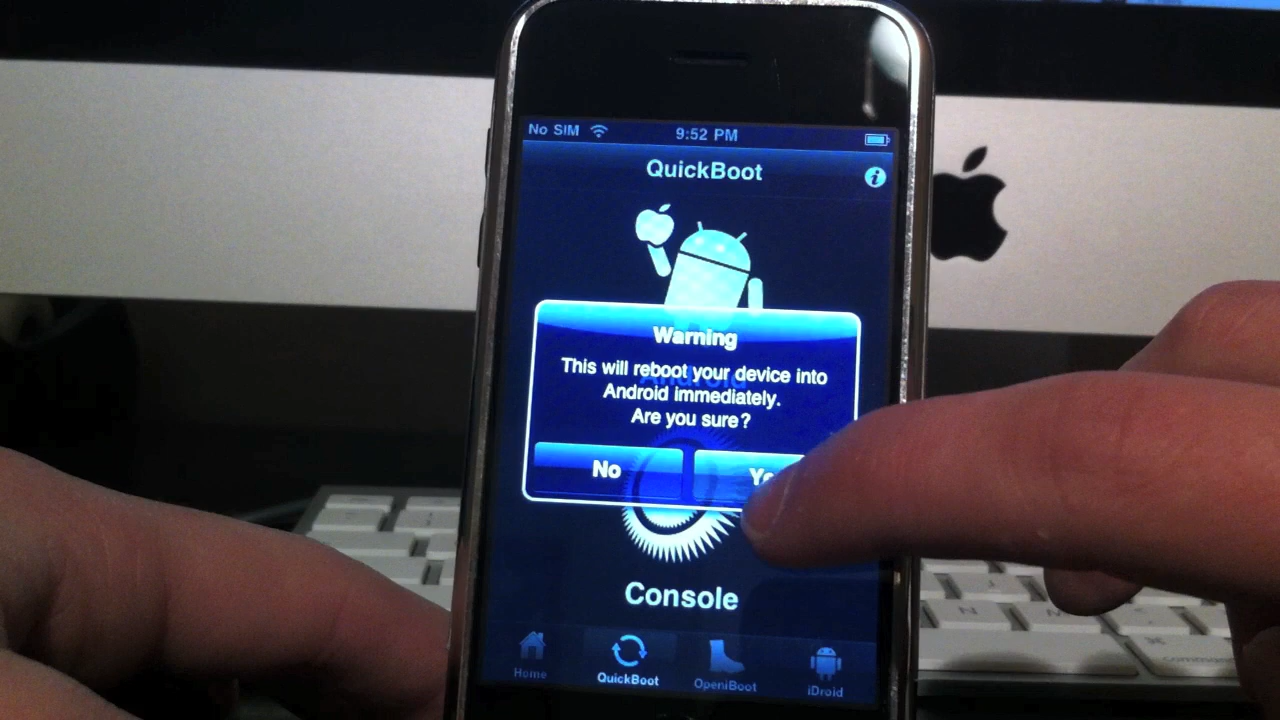 No SIM 9:52 PM
QuickBoot
Warning
This will reboot your device into
Android immediately.
Are you sure?
Android
No
Console
Home QuickBoot OpeniBoot iDroid
N